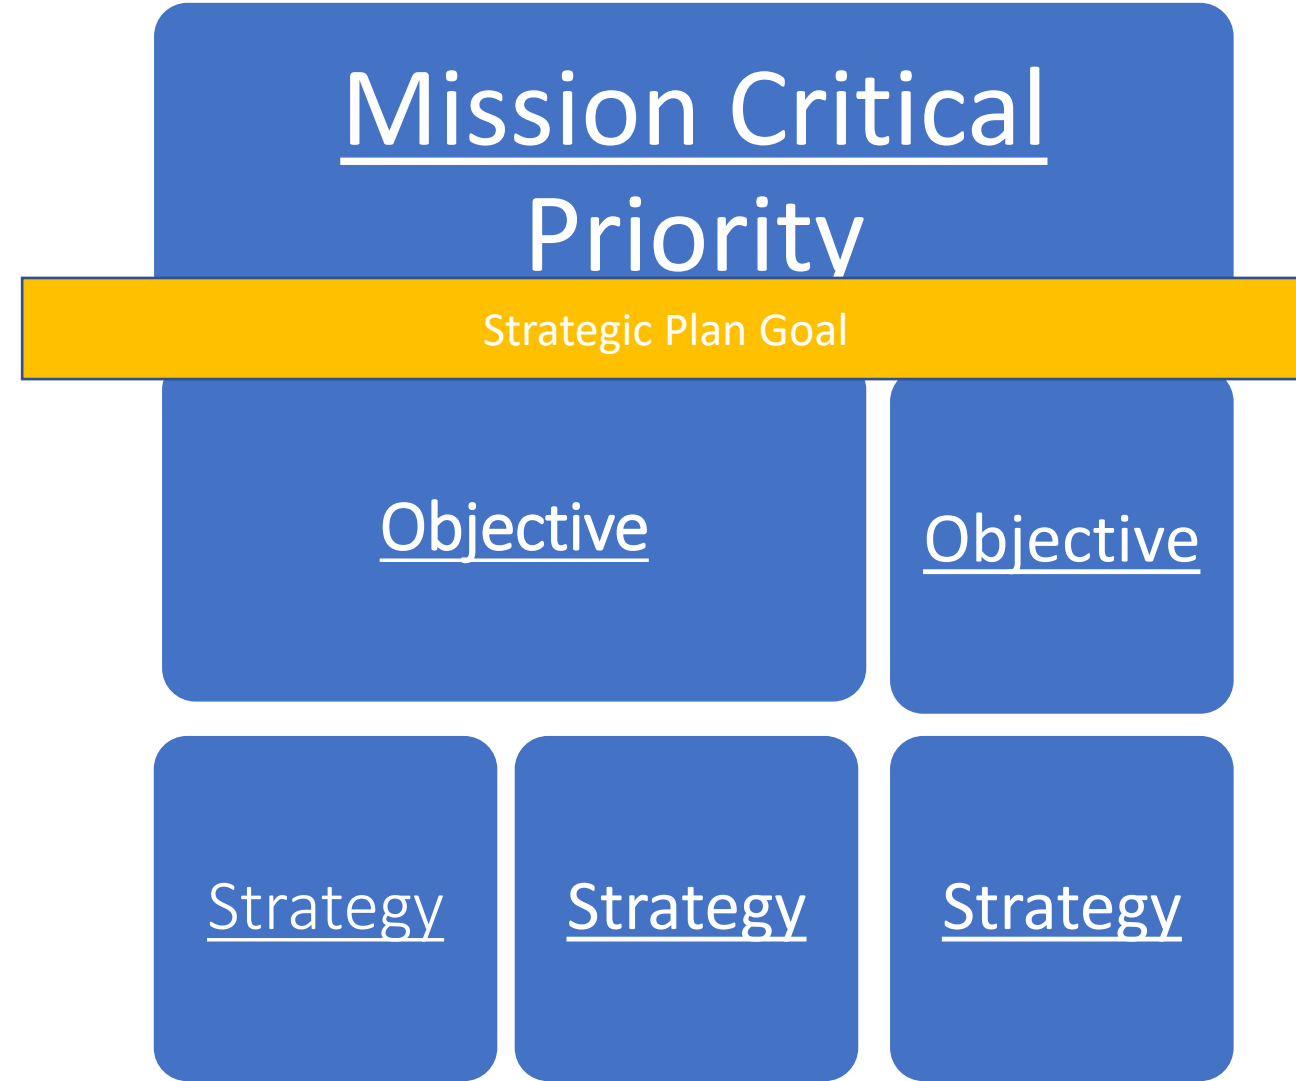 Mission Critical
Priority
Strategic Plan Goal
Objective
Objective
Strategy
Strategy
Strategy